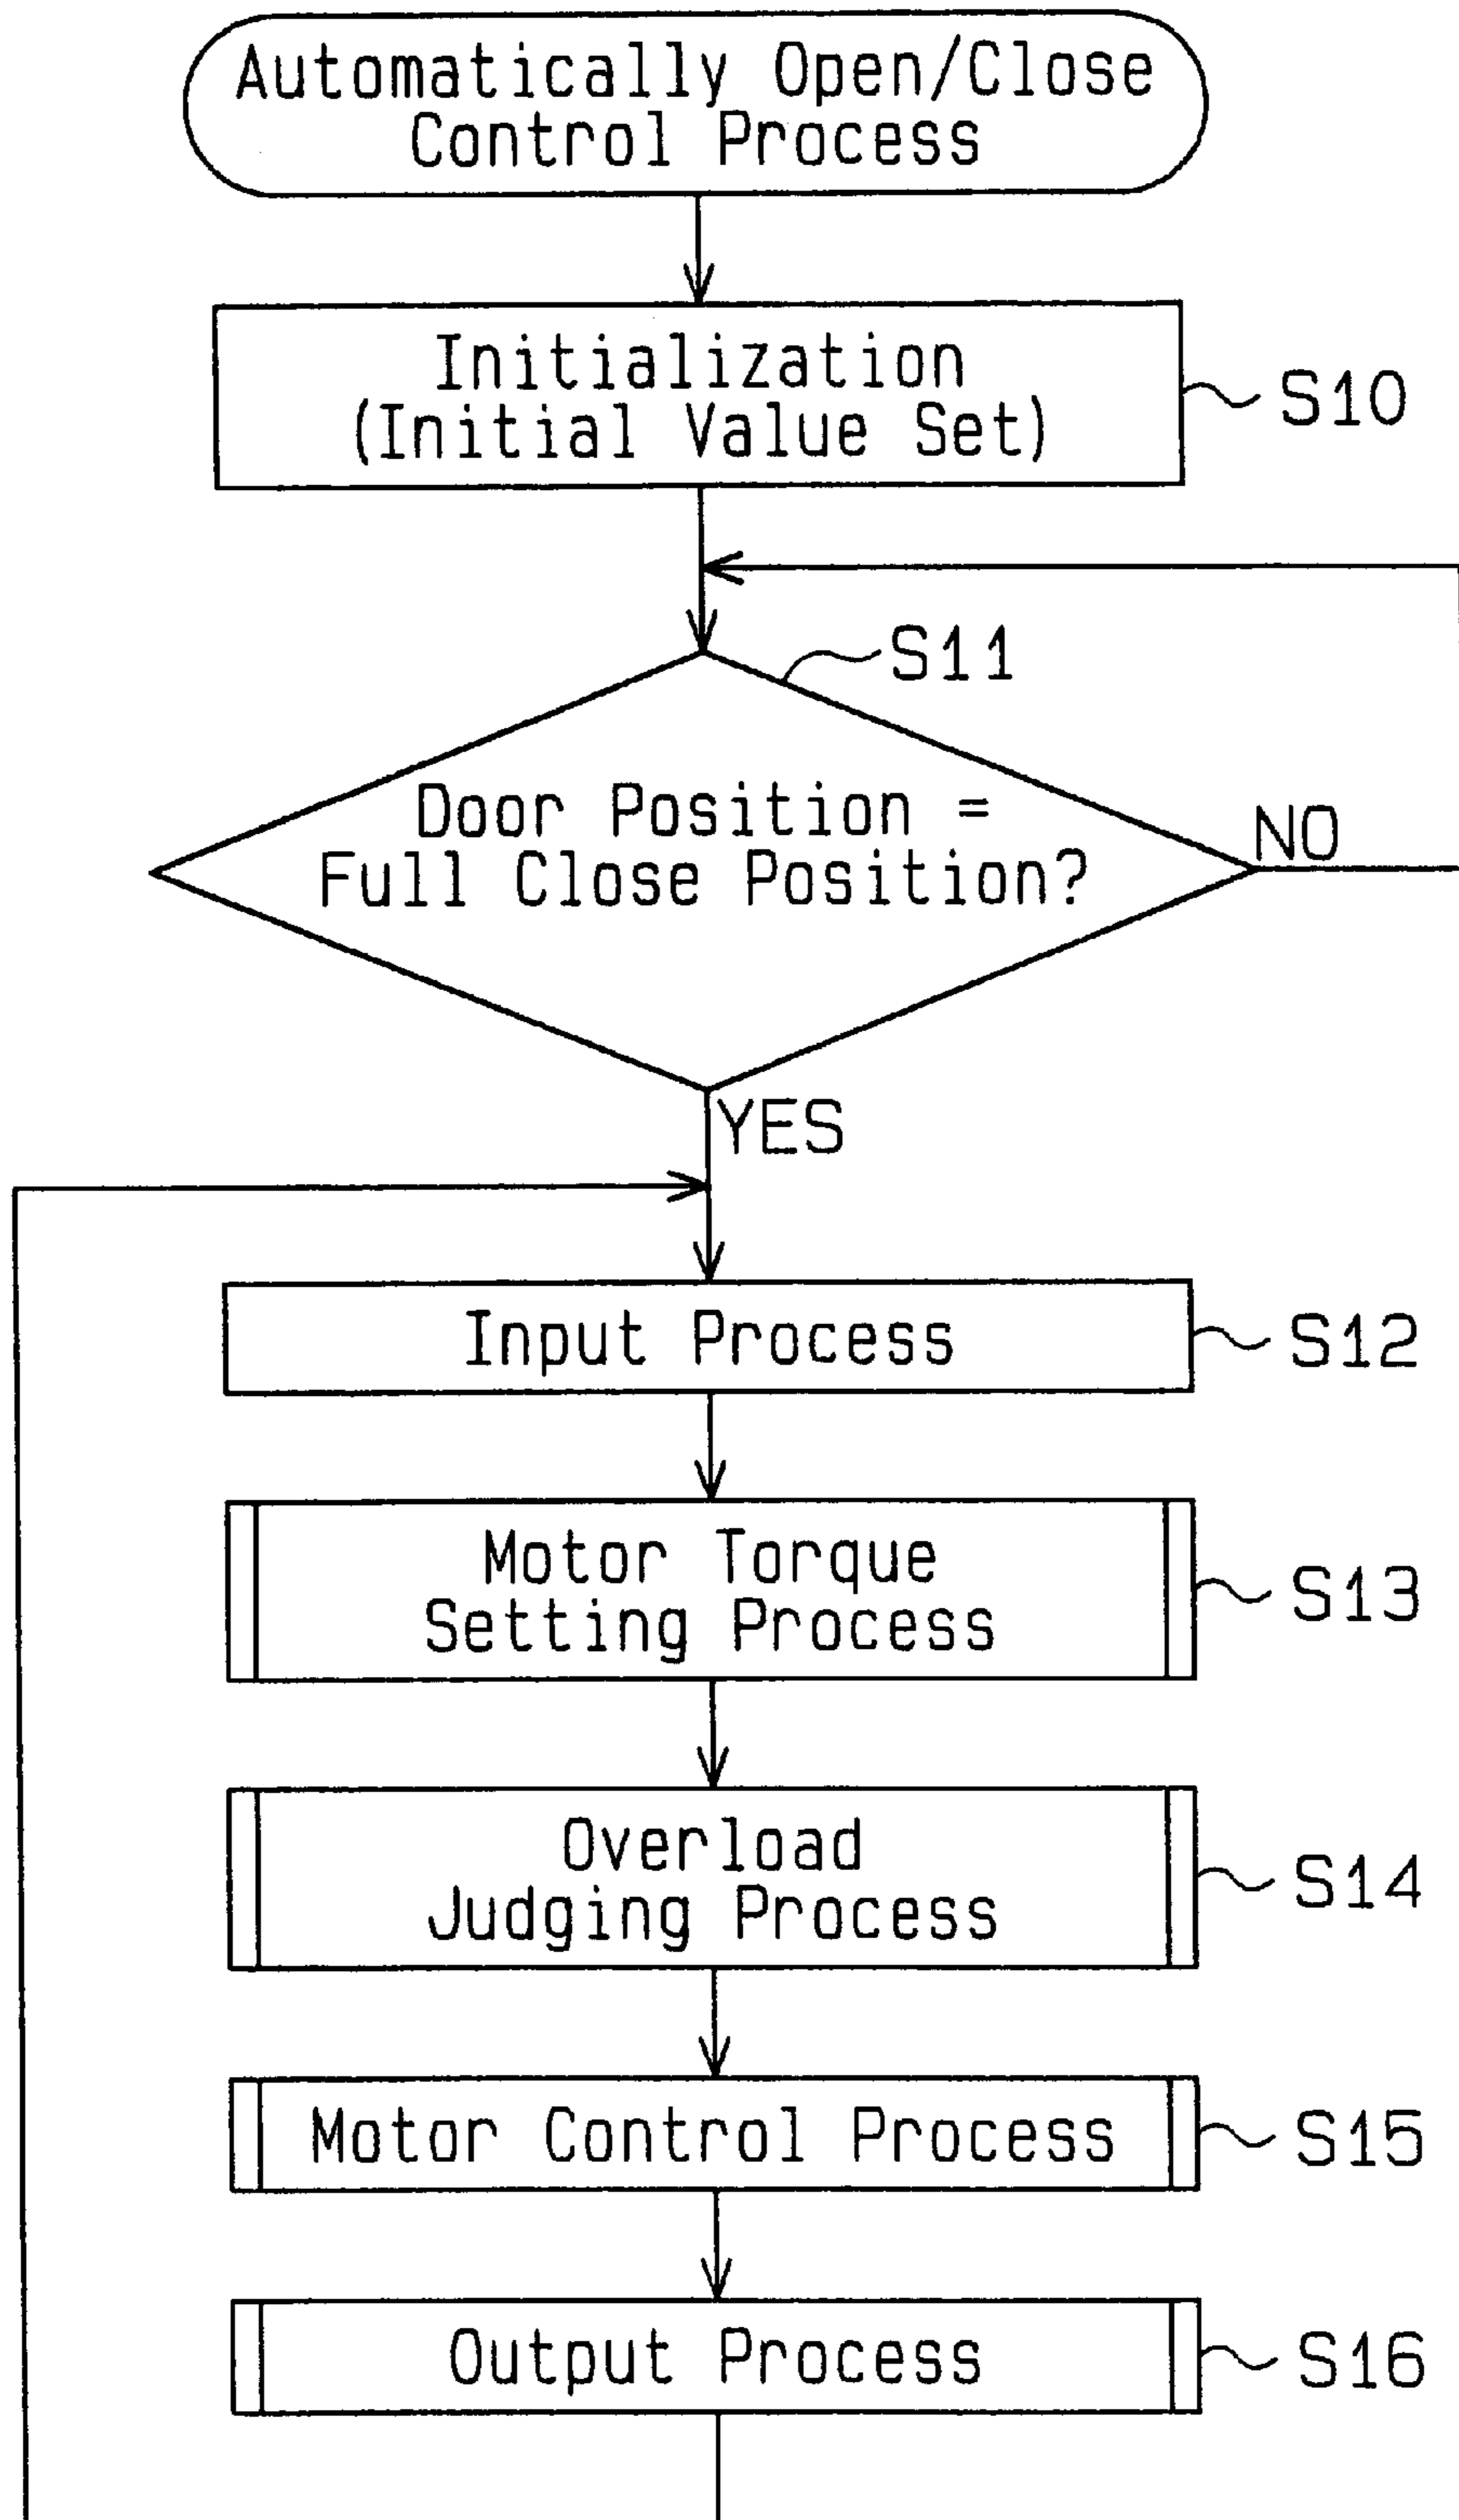 Automatically Open/Close
Control Process
Initialization
(Initial Value Set)
S10
S11
Door Position =
Full Close Position?
NO
YES
Input Process
S12
Motor Torque
Setting Process
S13
Overload
Judging Process
S14
Motor Control Process
S15
Output Process
S16